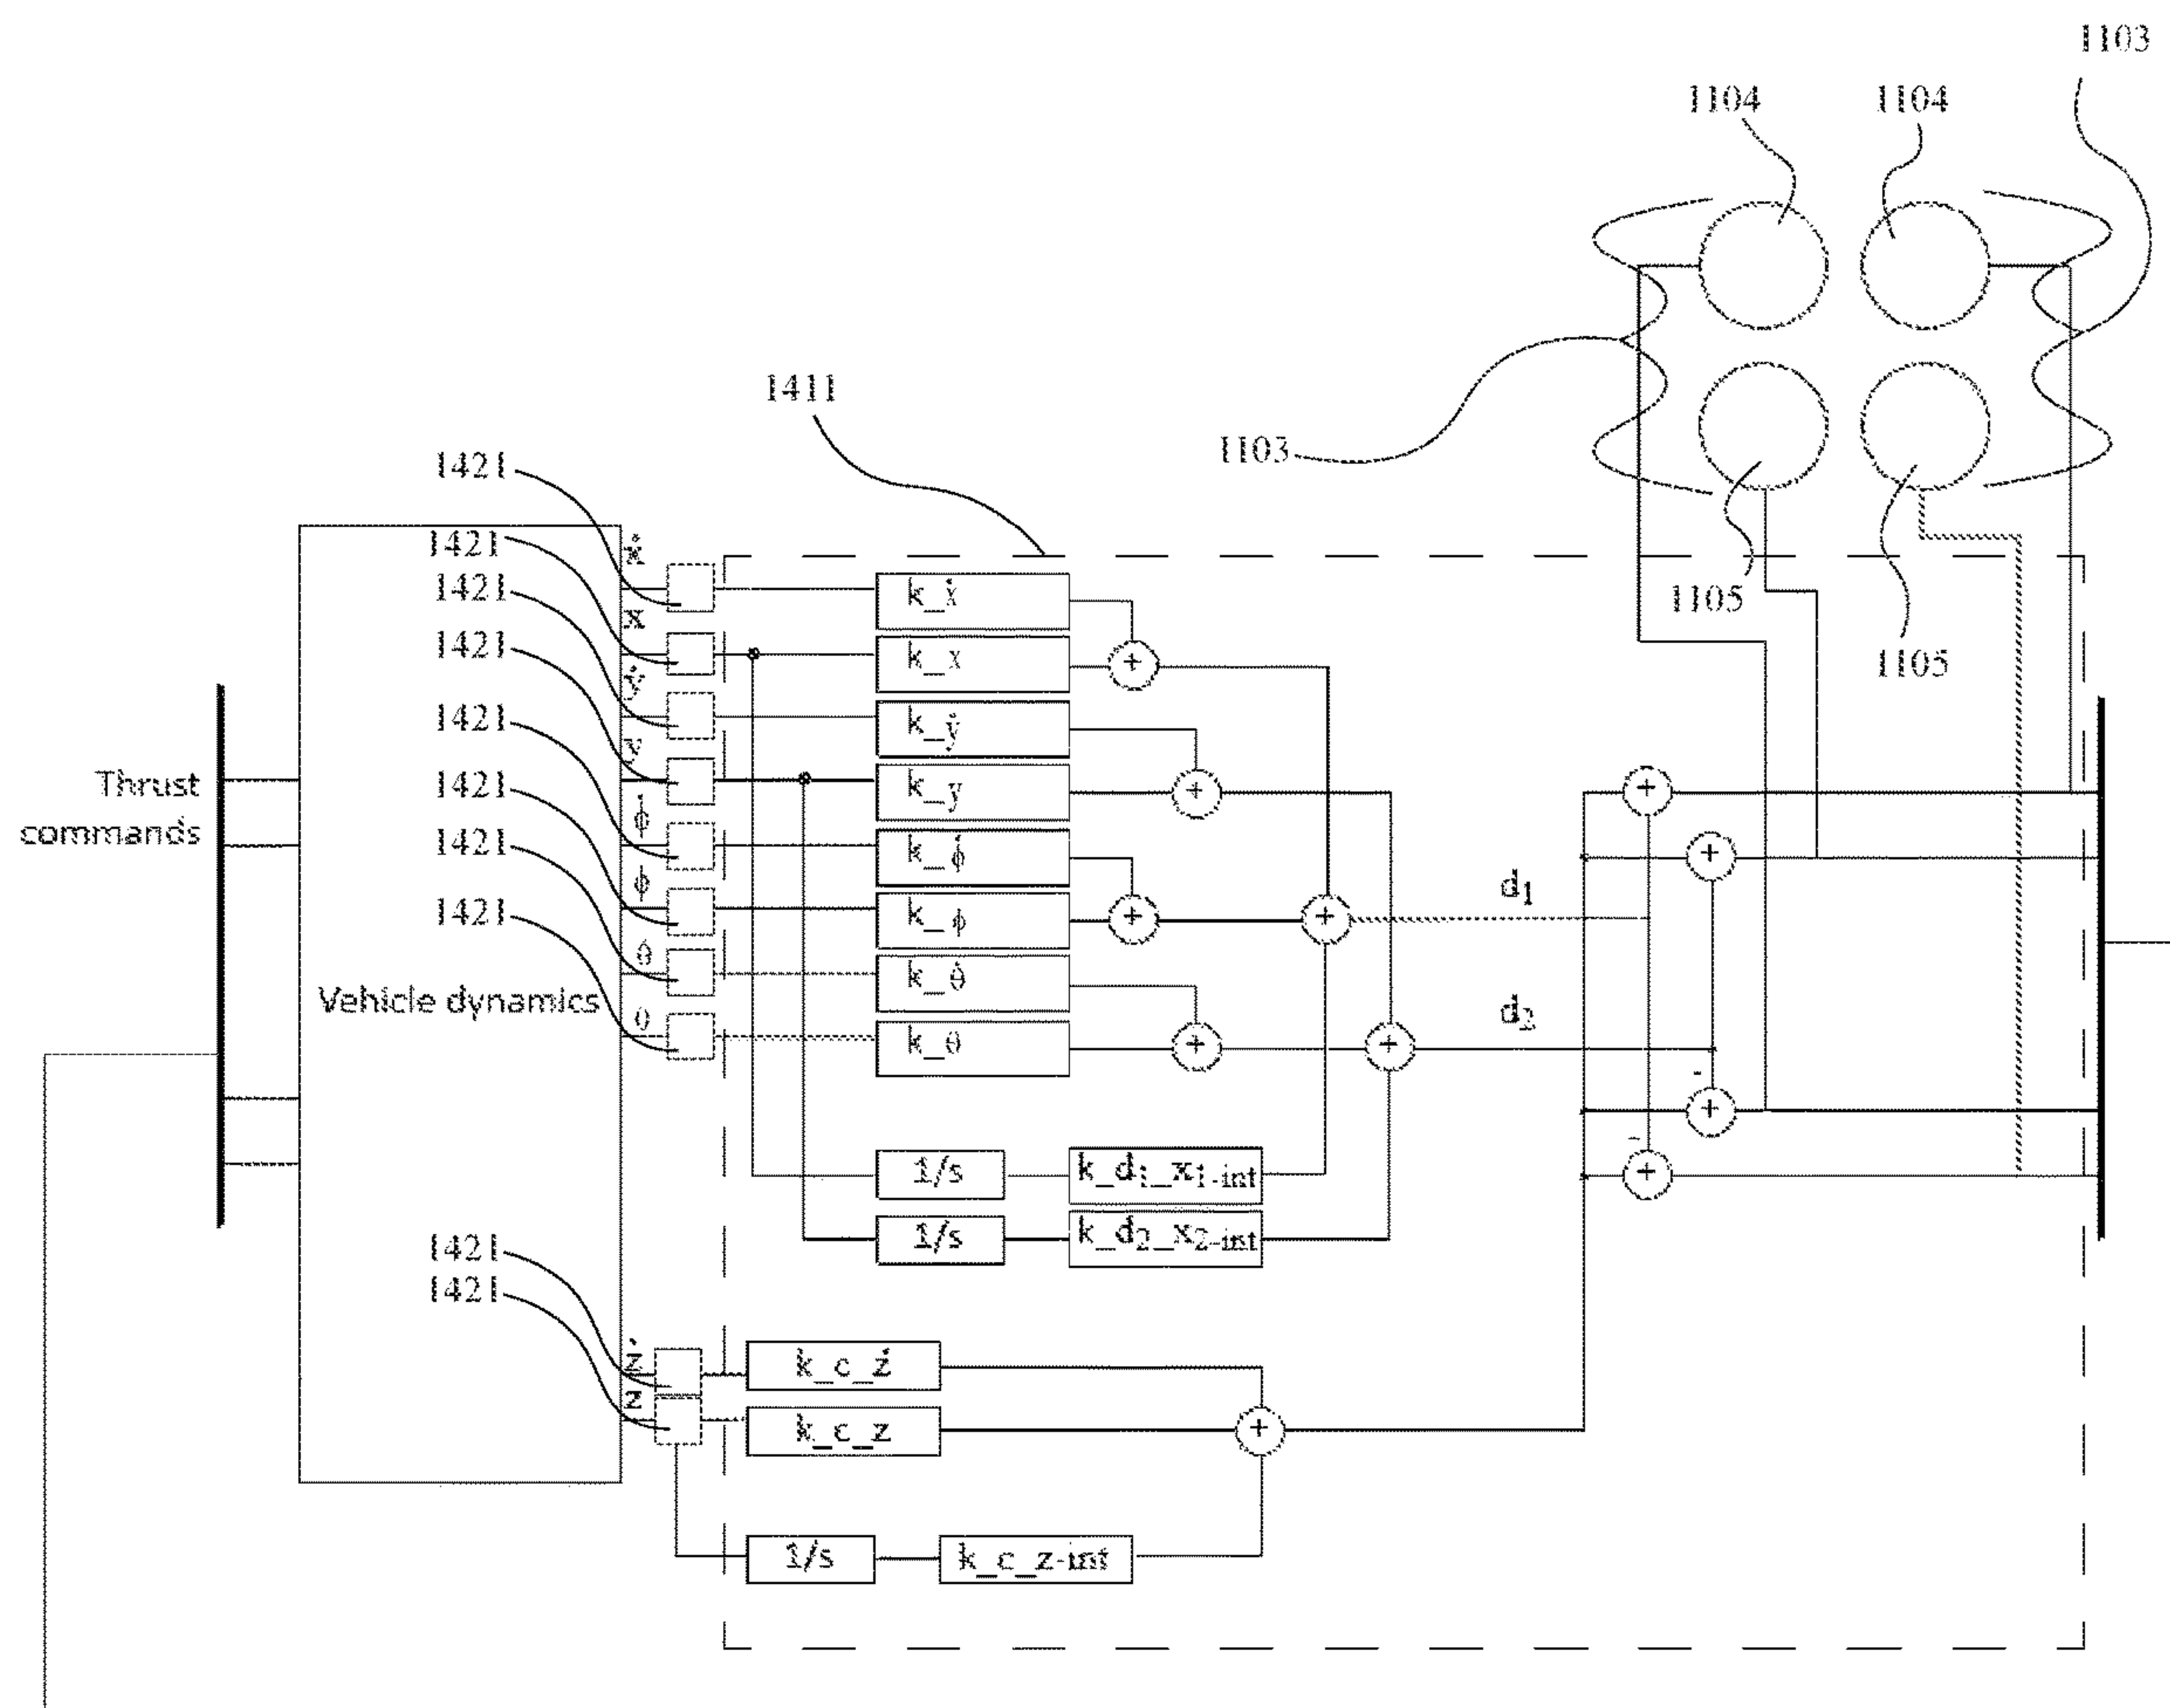 1103
1104 1104
1411
1103
1421
1421
ẋ
1421
1105
x
1421
1105
ẏ
1421
y
1421
ϕ̇
1421
ϕ
1421
θ̇
θ
Thrust
commands
Vehicle dynamics
k_ẋ
+
k_x
k_ẏ
+
k_y
k_ϕ̇
+
k_ϕ
+
k_θ̇
+
k_θ
+
d₁
d₂
+
+
-
+
-
+
1/s k_d₁_x₁-int
1/s k_d₂_x₂-int
1421
1421
ż
z
k_c_ż
k_c_z
+
1/s k_c_z-int